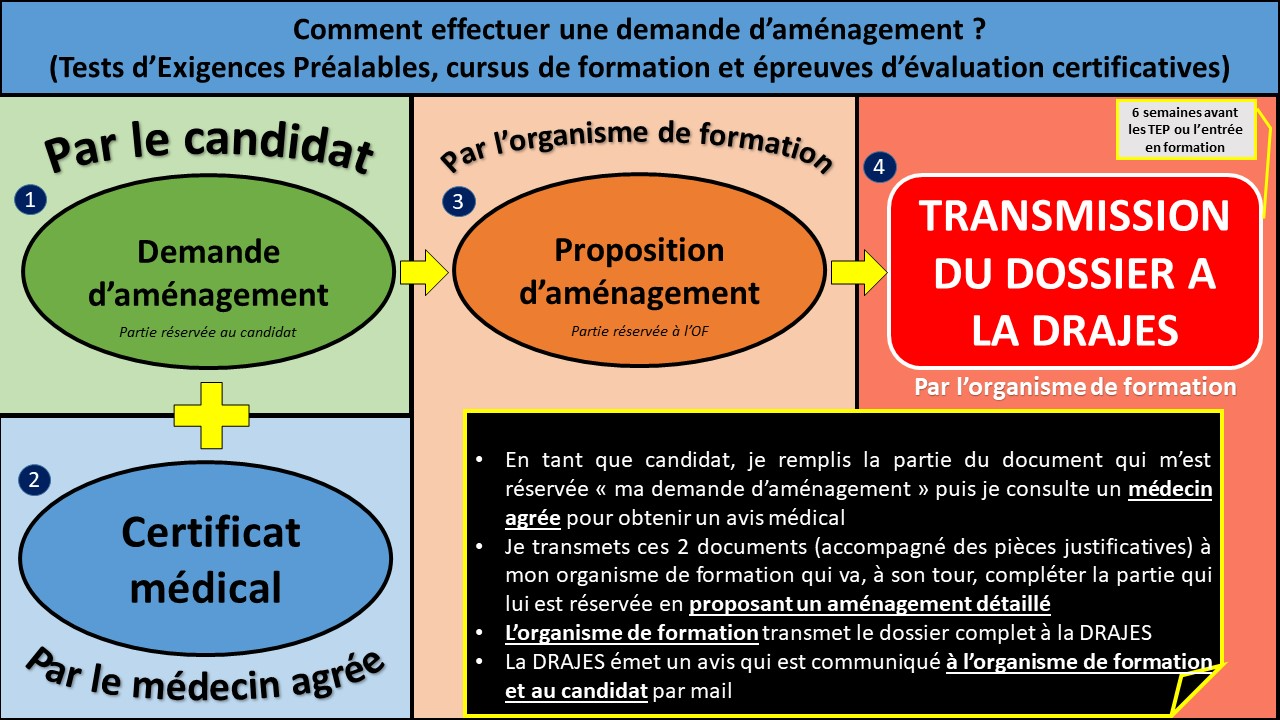 Comment effectuer une demande d’aménagement ?
(Tests d’Exigences Préalables, cursus de formation et épreuves d’évaluation certificatives)
Par le candidat
1
Demande
d’aménagement
Partie réservée au candidat
2
Certificat
médical
Par le médecin agrée
Par l’organisme de formation
3
Proposition
d’aménagement
Partie réservée à l’OF
6 semaines avant
les TEP ou l’entrée
en formation
4
TRANSMISSION
DU DOSSIER A
LA DRAJES
Par l’organisme de formation
• En tant que candidat, je remplis la partie du document qui m’est
réservée « ma demande d’aménagement » puis je consulte un médecin
agrée pour obtenir un avis médical
• Je transmets ces 2 documents (accompagné des pièces justificatives) à
mon organisme de formation qui va, à son tour, compléter la partie qui
lui est réservée en proposant un aménagement détaillé
• L’organisme de formation transmet le dossier complet à la DRAJES
• La DRAJES émet un avis qui est communiqué à l’organisme de formation
et au candidat par mail